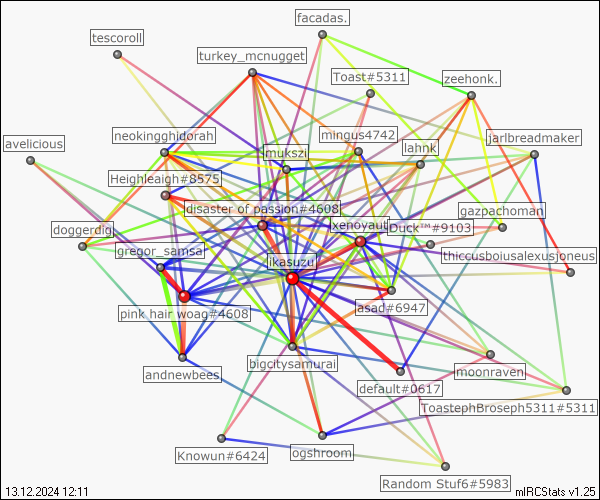 facadas.
tescoroll
turkey_mcnugget
Toast#5311
zeehonk.
neokingghidorah
mingus4742
avelicious
mukszi
lahnk
jarlbreadmaker
Heighleaigh#8575
disaster of passion#4608
gazpachoman
doggerdig
xenovault
Duck™#9103
gregor_samsa
ikasuzu
thiccusboiusalexusjoneus
pink hair woag#4608
asad#6947
bigcitysamurai
moonraven
andnewbees
default#0617
ToastephBroseph5311#5311
Knowun#6424
ogshroom
Random Stuf6#5983
13.12.2024 12:11
mIRCStats v1.25